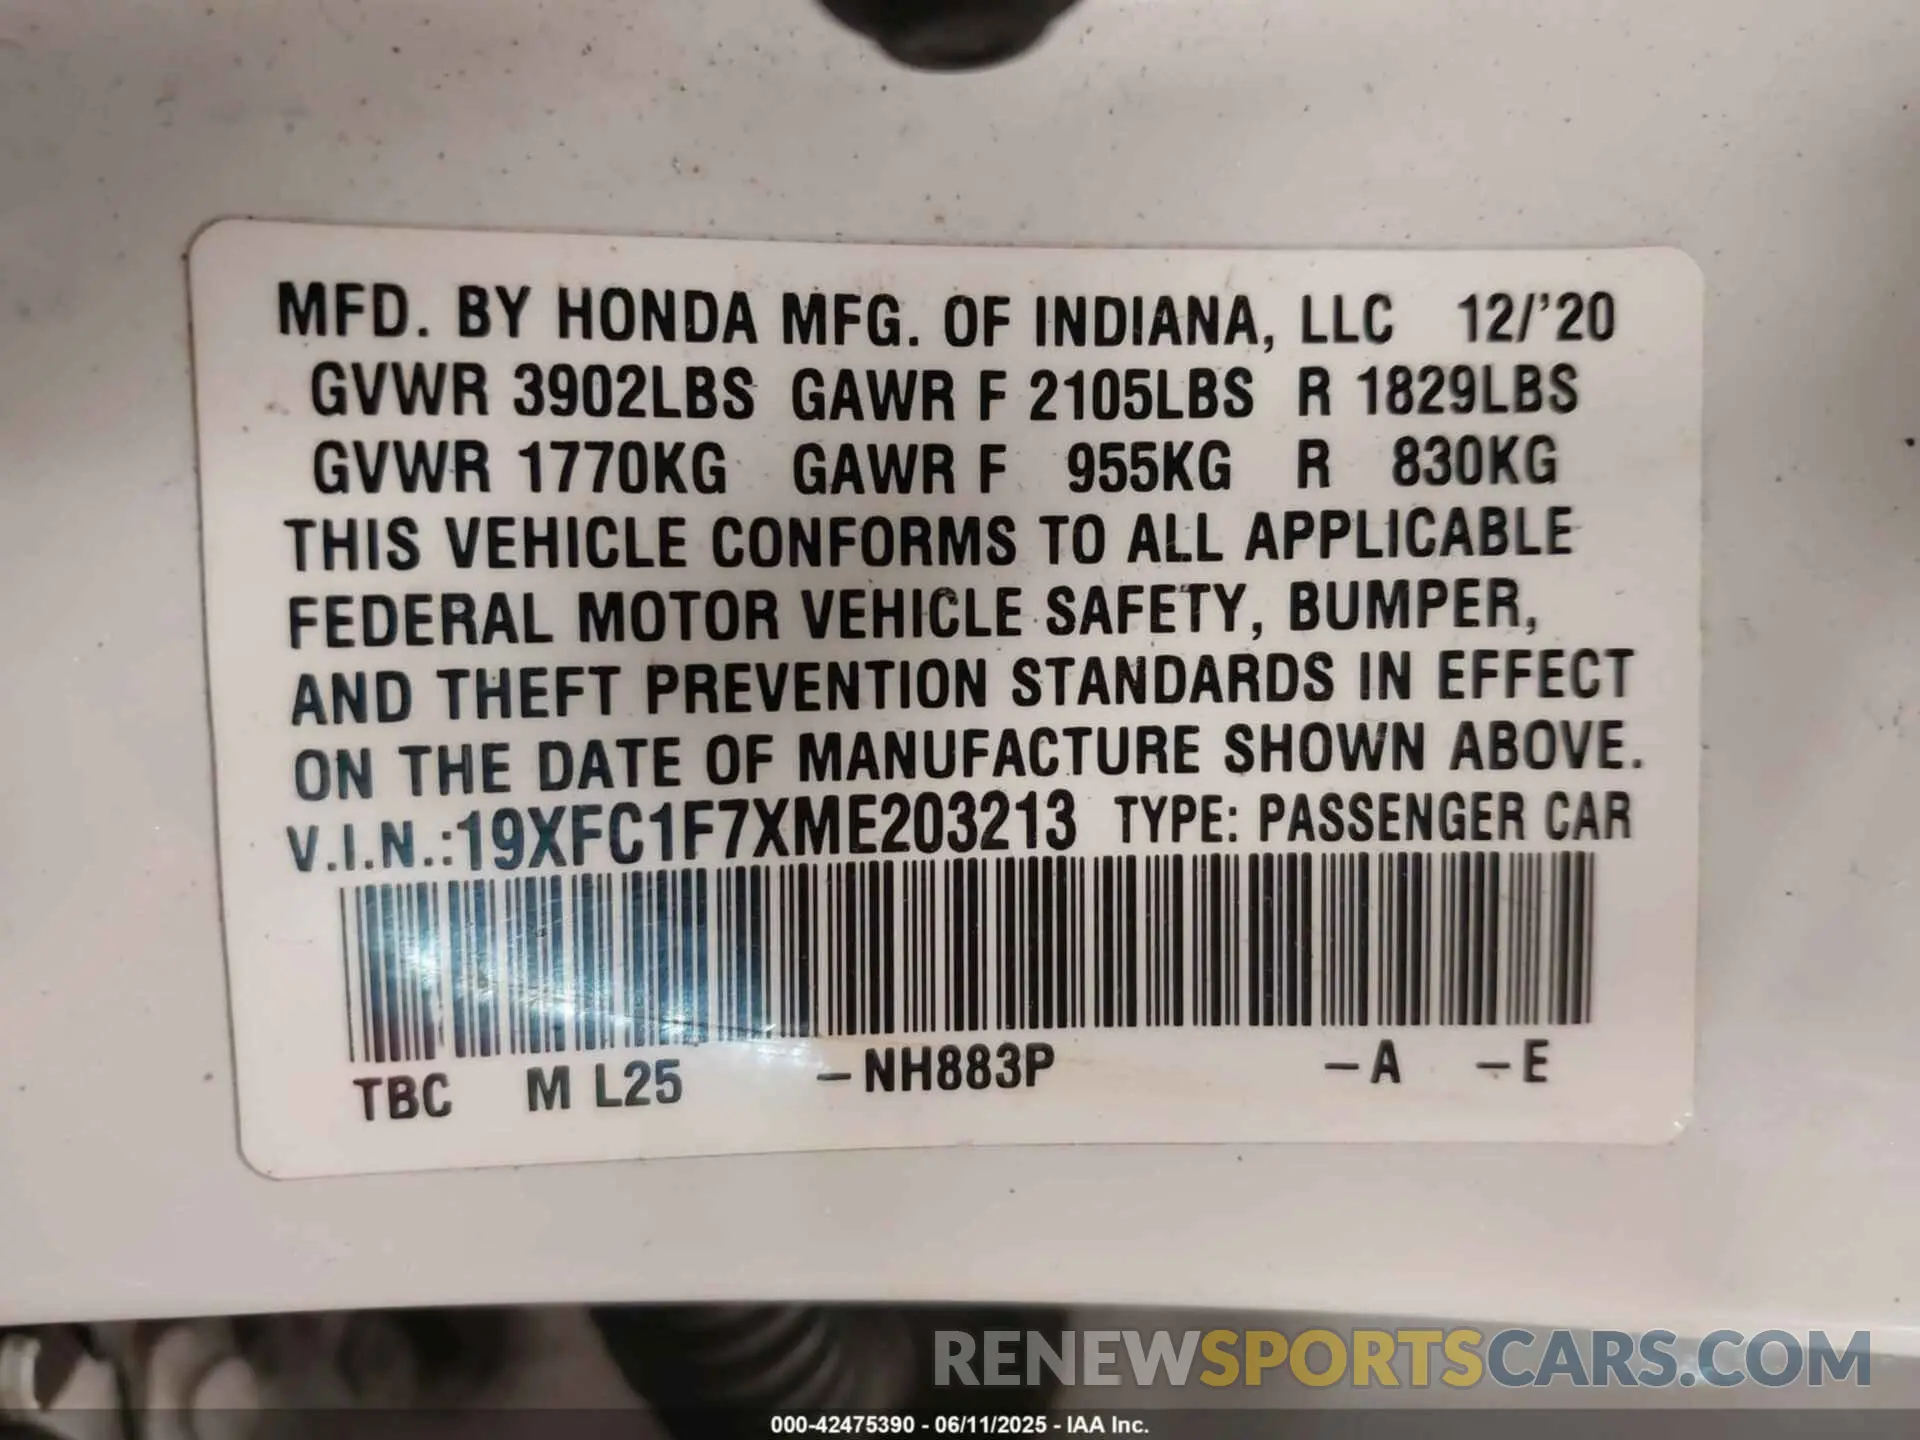 MFD. BY HONDA MFG. OF INDIANA, LLC 12/'20
GVWR 3902LBS GAWR F 2105LBS R 1829LBS
GVWR 1770KG GAWR F 955KG R 830KG
THIS VEHICLE CONFORMS TO ALL APPLICABLE
FEDERAL MOTOR VEHICLE SAFETY, BUMPER,
AND THEFT PREVENTION STANDARDS IN EFFECT
ON THE DATE OF MANUFACTURE SHOWN ABOVE.
V.I.N.:19XFC1F7XME203213 TYPE: PASSENGER CAR
TBC M L25 –NH883P –A –E
RENEWSPORTSCARS.COM
000-42475390 - 06/11/2025 - IAA Inc.